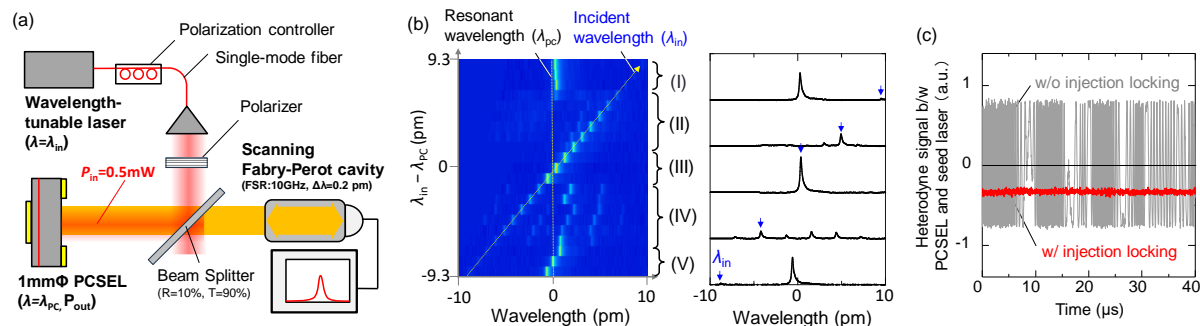 (a)
Polarization controller
Single-mode fiber
Wavelength-
tunable laser
(λ=λin)
Polarizer
Pin=0.5mW
Scanning
Fabry-Perot cavity
(FSR:10GHz, Δλ=0.2 pm)
1mmΦ PCSEL
(λ=λPC, Pout)
Beam Splitter
(R=10%, T=90%)
(b)
Resonant
wavelength (λpc)
Incident
wavelength (λin)
λin − λPC (pm)
9.3
0
-9.3
-10
0
10
Wavelength (pm)
(I)
(II)
(III)
(IV)
(V)
λin
-10
0
10
Wavelength (pm)
(c)
Heterodyne signal b/w
PCSEL and seed laser (a.u.)
1
0
-1
w/o injection locking
w/ injection locking
0
10
20
30
40
Time (μs)